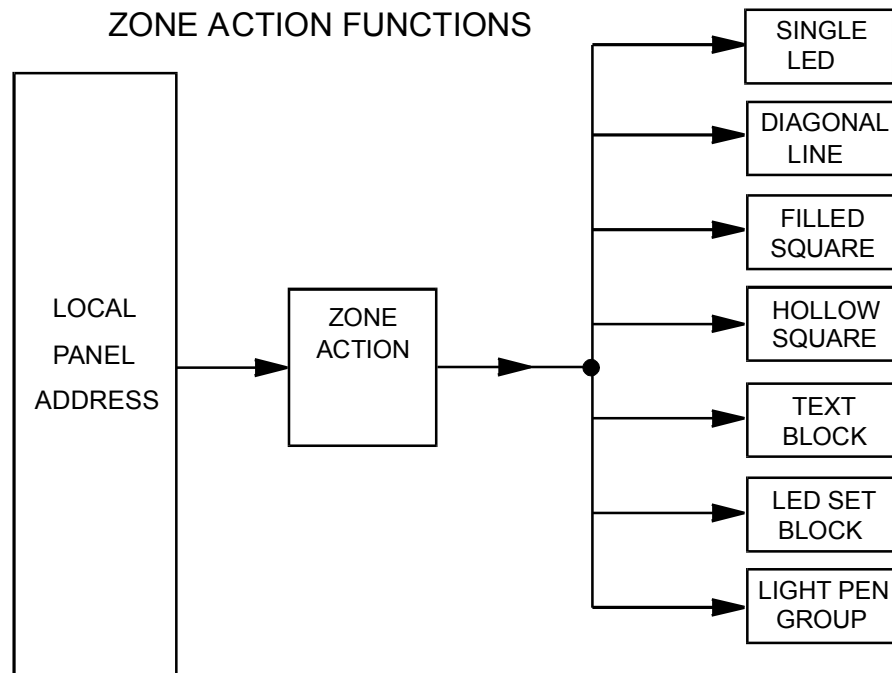 ZONE ACTION FUNCTIONS
LOCAL
PANEL
ADDRESS
ZONE
ACTION
SINGLE
LED
DIAGONAL
LINE
FILLED
SQUARE
HOLLOW
SQUARE
TEXT
BLOCK
LED SET
BLOCK
LIGHT PEN
GROUP